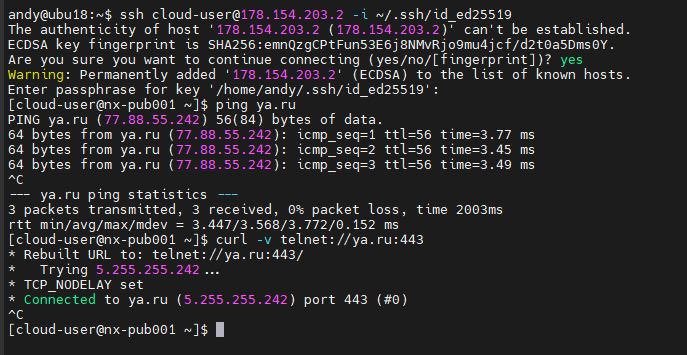 andy@ubu18:~$ ssh cloud-user@178.154.203.2 -i ~/.ssh/id_ed25519
The authenticity of host '178.154.203.2 (178.154.203.2)' can't be established.
ECDSA key fingerprint is SHA256:emnQzgCPtFun53E6j8NMvRjo9mu4jcf/d2t0a5Dms0Y.
Are you sure you want to continue connecting (yes/no/[fingerprint])? yes
Warning: Permanently added '178.154.203.2' (ECDSA) to the list of known hosts.
Enter passphrase for key '/home/andy/.ssh/id_ed25519':
[cloud-user@nx-pub001 ~]$ ping ya.ru
PING ya.ru (77.88.55.242) 56(84) bytes of data.
64 bytes from ya.ru (77.88.55.242): icmp_seq=1 ttl=56 time=3.77 ms
64 bytes from ya.ru (77.88.55.242): icmp_seq=2 ttl=56 time=3.45 ms
64 bytes from ya.ru (77.88.55.242): icmp_seq=3 ttl=56 time=3.49 ms
^C
--- ya.ru ping statistics ---
3 packets transmitted, 3 received, 0% packet loss, time 2003ms
rtt min/avg/max/mdev = 3.447/3.568/3.772/0.152 ms
[cloud-user@nx-pub001 ~]$ curl -v telnet://ya.ru:443
* Rebuilt URL to: telnet://ya.ru:443/
*   Trying 5.255.255.242...
* TCP_NODELAY set
* Connected to ya.ru (5.255.255.242) port 443 (#0)
^C
[cloud-user@nx-pub001 ~]$